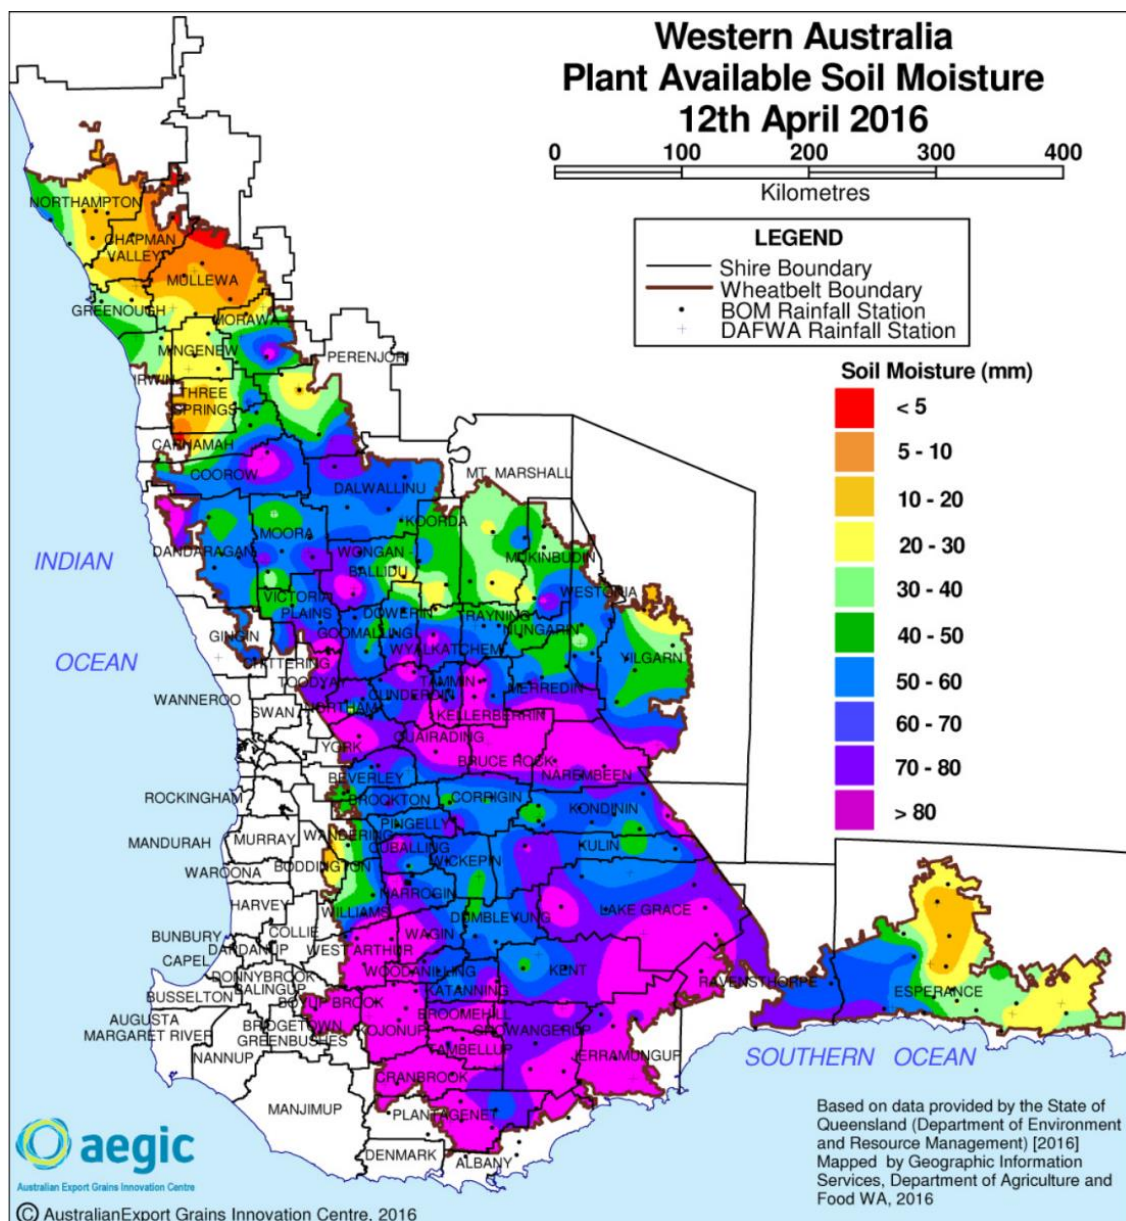 Western Australia
Plant Available Soil Moisture
12th April 2016
0 100 200 300 400
Kilometres
LEGEND
Shire Boundary
Wheatbelt Boundary
BOM Rainfall Station
DAFWA Rainfall Station
Soil Moisture (mm)
< 5
5 - 10
10 - 20
20 - 30
30 - 40
40 - 50
50 - 60
60 - 70
70 - 80
> 80
NORTHAMPTON
CHAPMAN
VALLEY
MULLEWA
GREENOUGH
MORAWA
MINGENEW
PERENJORI
IRWIN
THREE
SPRINGS
CARNAMAH
COOROW
MT. MARSHALL
DALWALLINU
KOORDA
MOORA
DANDARAGAN
WONGAN
BALLIDU
MUKINBUDIN
INDIAN
OCEAN
VICTORIA
PLAINS
WESTONIA
DOWERIN
TRAYNING
GOOMALLING
NUNGARIN
GINGIN
WYALKATCHEM
YILGARN
CHITTERING
TOODYAY
TAMMIN
CUNDERDIN
MERREDIN
WANNEROO
SWAN
NORTHAM
KELLERBERRIN
YORK
QUAIRADING
BRUCE ROCK
NAREMBEEN
BEVERLEY
ROCKINGHAM
BROOKTON
CORRIGIN
KONDININ
PINGELLY
MANDURAH
MURRAY
WANDERING
CUBALLING
KULIN
WICKEPIN
WAROONA
BODDINGTON
NARROGIN
HARVEY
WILLIAMS
DUMBLEYUNG
LAKE GRACE
COLLIE
WAGIN
BUNBURY
DARDANUP
WEST ARTHUR
CAPEL
WOODANILLING
KENT
DONNYBROOK
BALINGUP
KATANNING
RAVENSTHORPE
ESPERANCE
BUSSELTON
BOYUP BROOK
BROOMEHILL
AUGUSTA
MARGARET RIVER
BRIDGETOWN
GREENBUSHES
KOJONUP
GNOWANGERUP
NANNUP
TAMBELLUP
JERRAMUNGUP
SOUTHERN OCEAN
CRANBROOK
MANJIMUP
PLANTAGENET
DENMARK
ALBANY
Based on data provided by the State of
Queensland (Department of Environment
and Resource Management) [2016]
Mapped by Geographic Information
Services, Department of Agriculture and
Food WA, 2016
aegic
Australian Export Grains Innovation Centre
© AustralianExport Grains Innovation Centre, 2016